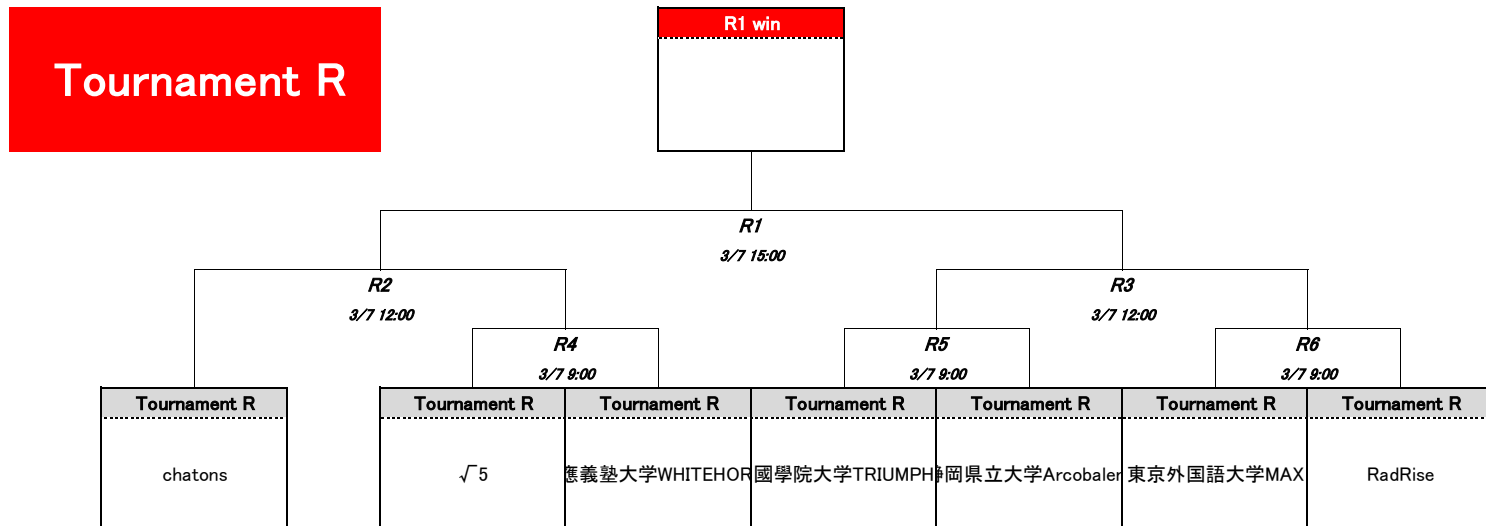 Tournament R
R1 win
R1
3/7 15:00
R2
3/7 12:00
R3
3/7 12:00
R4
3/7 9:00
R5
3/7 9:00
R6
3/7 9:00
Tournament R
Tournament R
Tournament R
Tournament R
Tournament R
Tournament R
Tournament R
chatons
√5
應義塾大学WHITEHOR
國學院大学TRIUMPH
岡県立大学Arcobaler
東京外国語大学MAX
RadRise